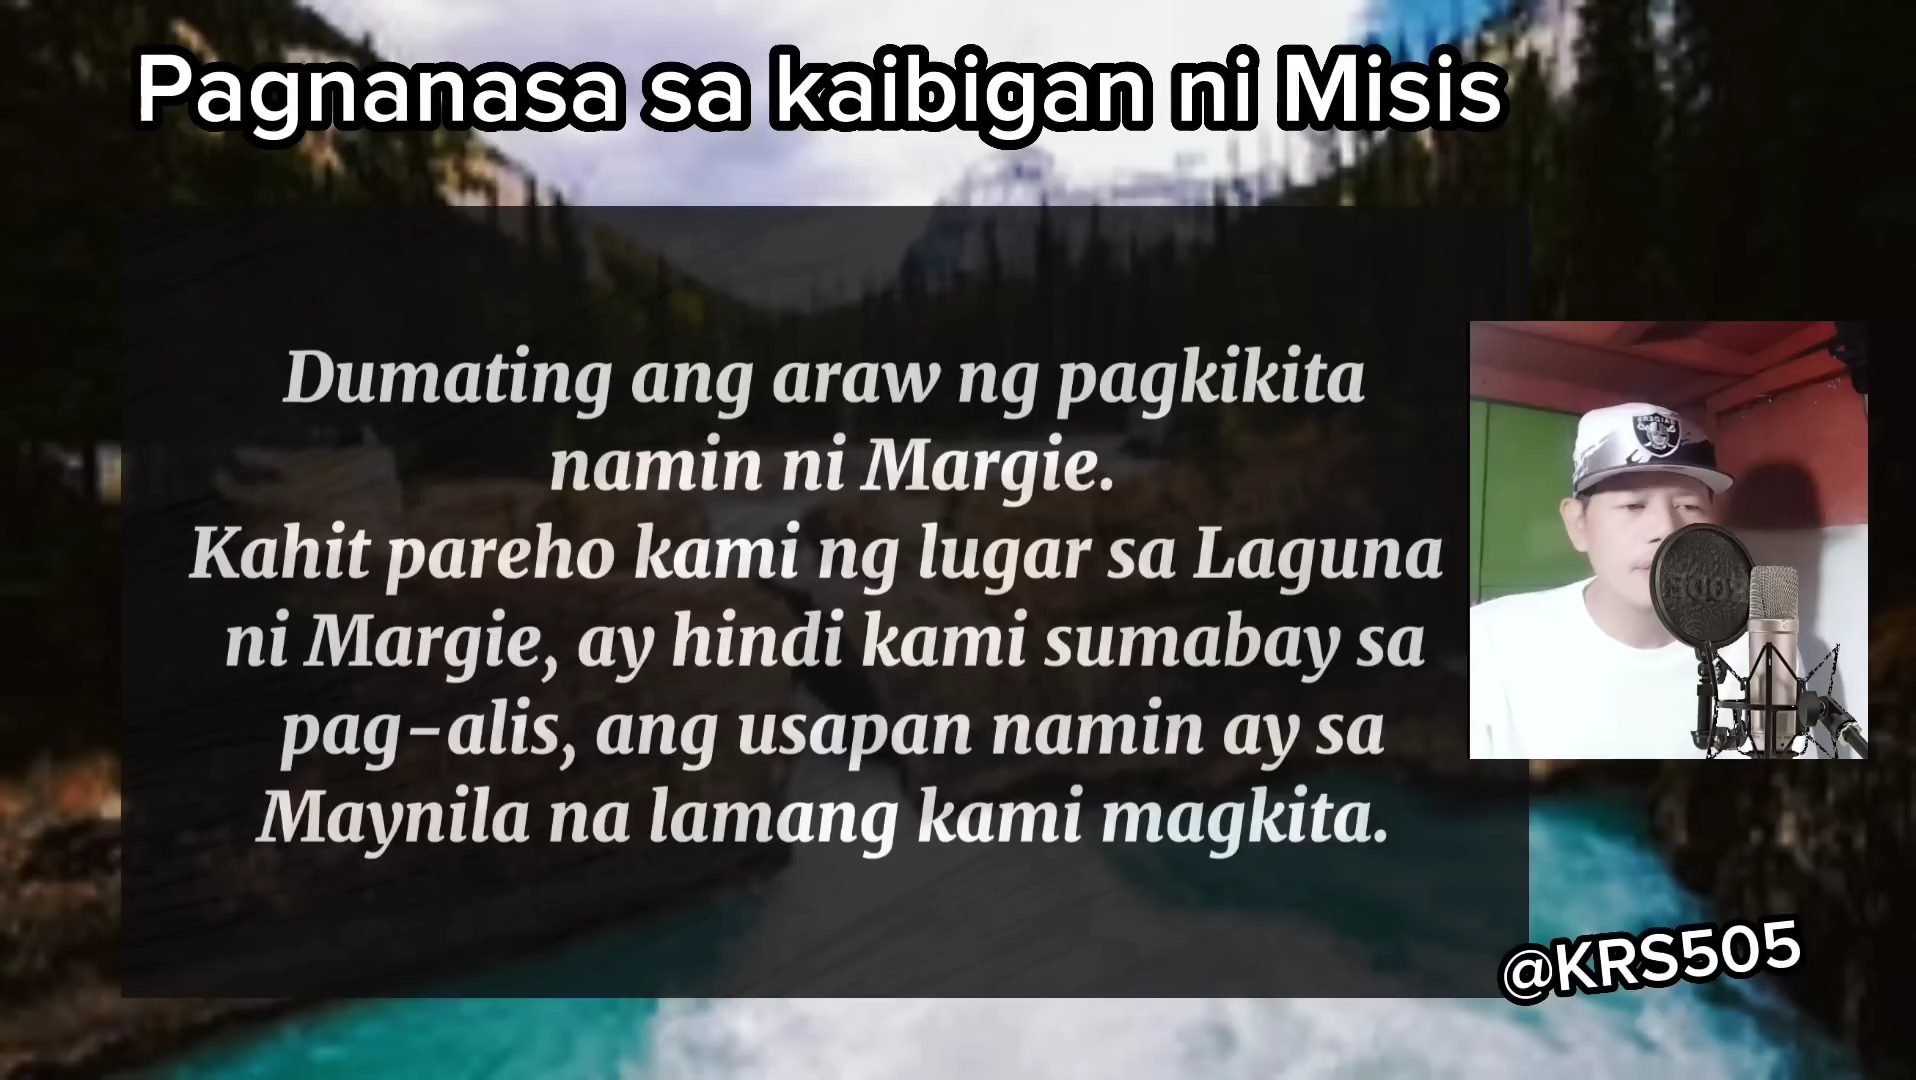 Pagnanasa sa kaibigan ni Misis
Dumating ang araw ng pagkikita
namin ni Margie.
Kahit pareho kami ng lugar sa Laguna
ni Margie, ay hindi kami sumabay sa
pag-alis, ang usapan namin ay sa
Maynila na lamang kami magkita.
RAIDERS
RODE
@KRS505